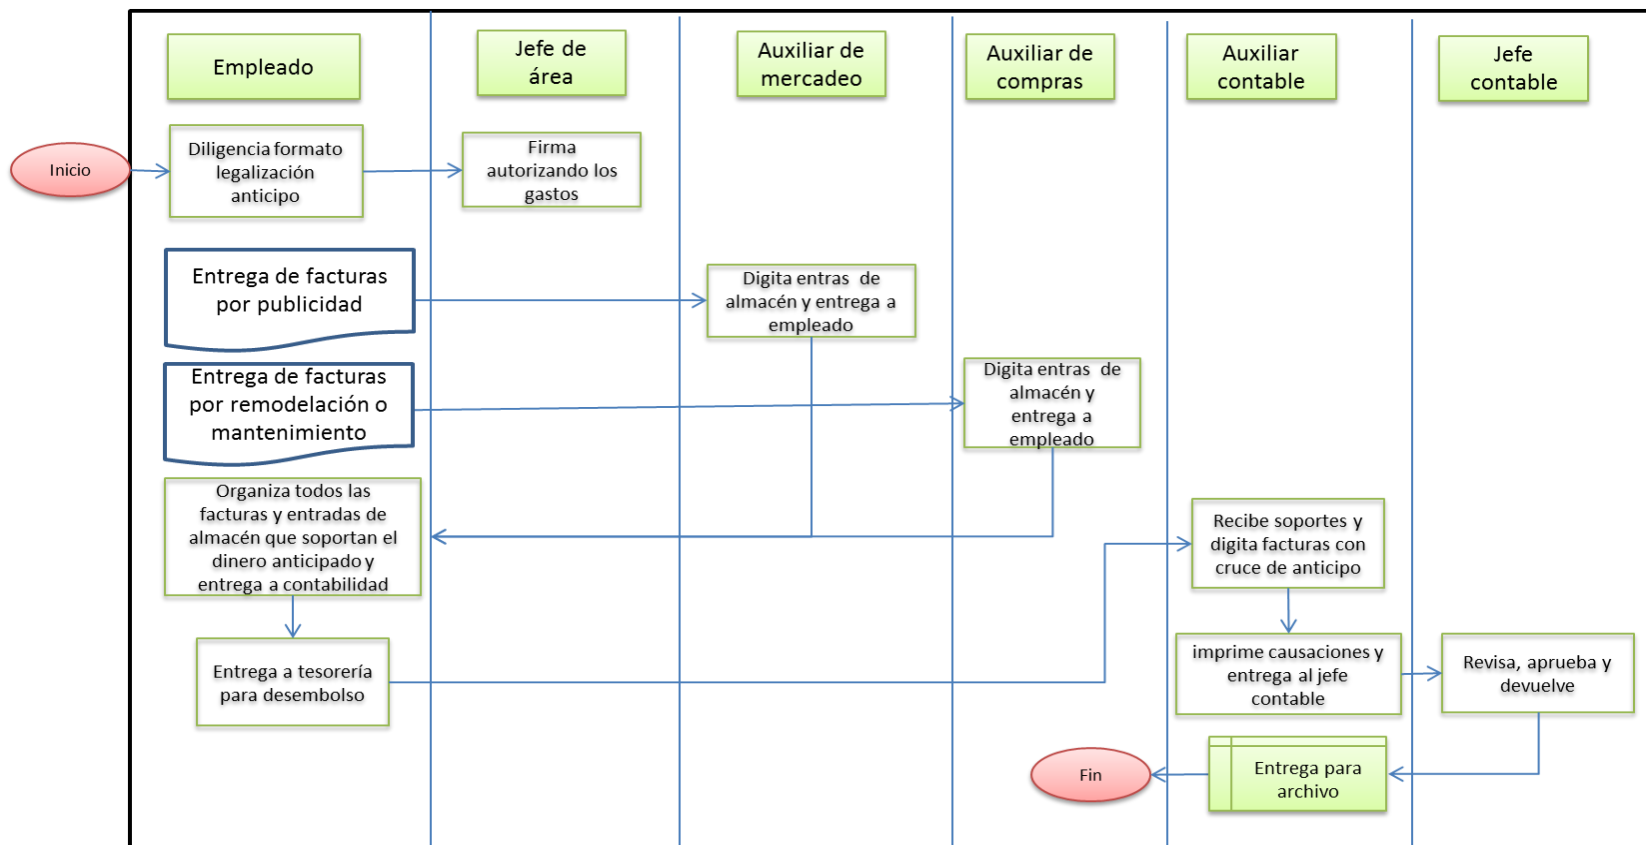 Empleado
Jefe de
área
Auxiliar de
mercadeo
Auxiliar de
compras
Auxiliar
contable
Jefe
contable
Inicio
Diligencia formato
legalización
anticipo
Firma
autorizando los
gastos
Entrega de facturas
por publicidad
Digita entras de
almacén y entrega a
empleado
Entrega de facturas
por remodelación o
mantenimiento
Digita entras de
almacén y
entrega a
empleado
Organiza todos las
facturas y entradas de
almacén que soportan el
dinero anticipado y
entrega a contabilidad
Recibe soportes y
digita facturas con
cruce de anticipo
Entrega a tesorería
para desembolso
imprime causaciones y
entrega al jefe
contable
Revisa, aprueba y
devuelve
Fin
Entrega para
archivo